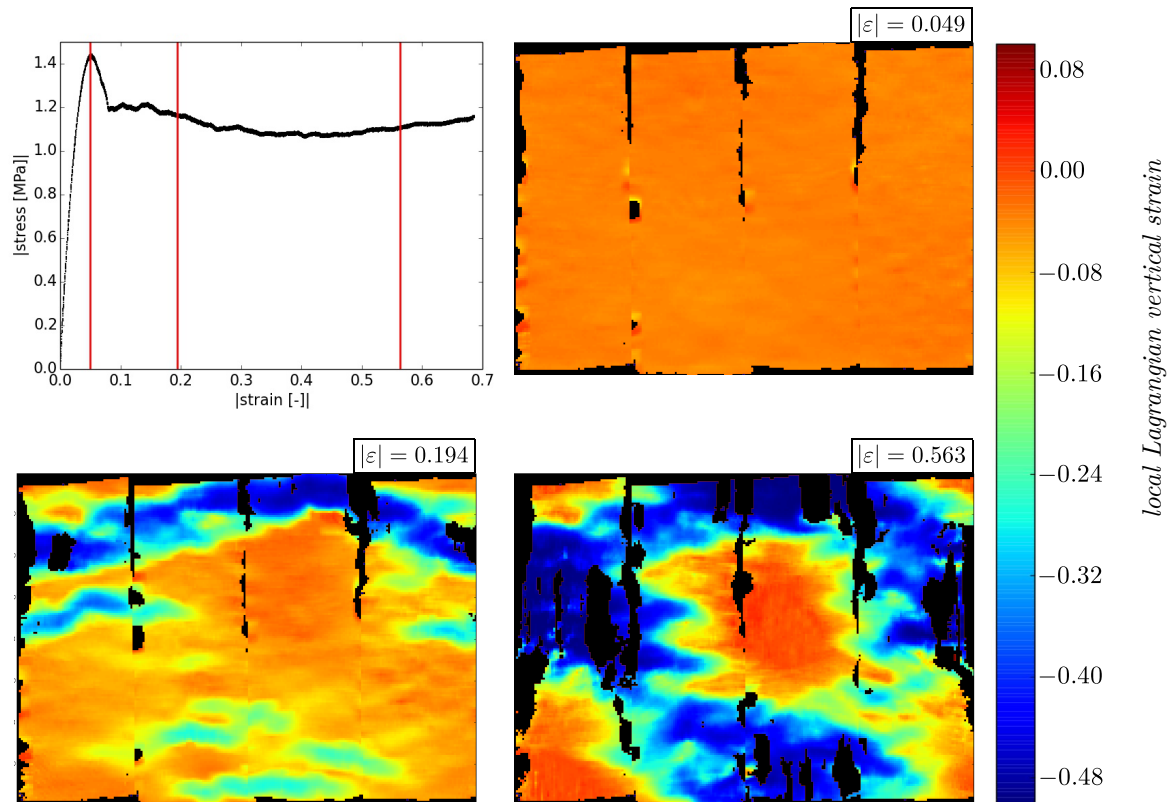 |ε| = 0.049
1.4
1.2
1.0
0.8
0.6
0.4
0.2
0.0
|stress [MPa]|
0.0 0.1 0.2 0.3 0.4 0.5 0.6 0.7
|strain [-]|
|ε| = 0.194
|ε| = 0.563
0.08
0.00
−0.08
−0.16
−0.24
−0.32
−0.40
−0.48
local Lagrangian vertical strain